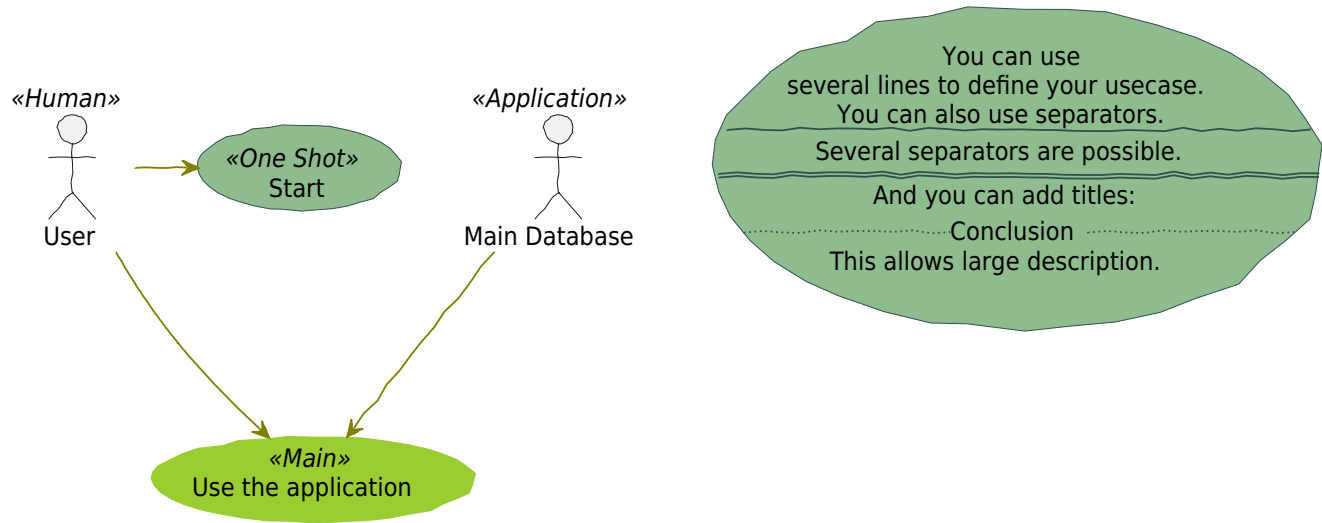 «Human»
User
«One Shot»
Start
«Application»
Main Database
«Main»
Use the application
You can use
several lines to define your usecase.
You can also use separators.
Several separators are possible.
And you can add titles:
Conclusion
This allows large description.